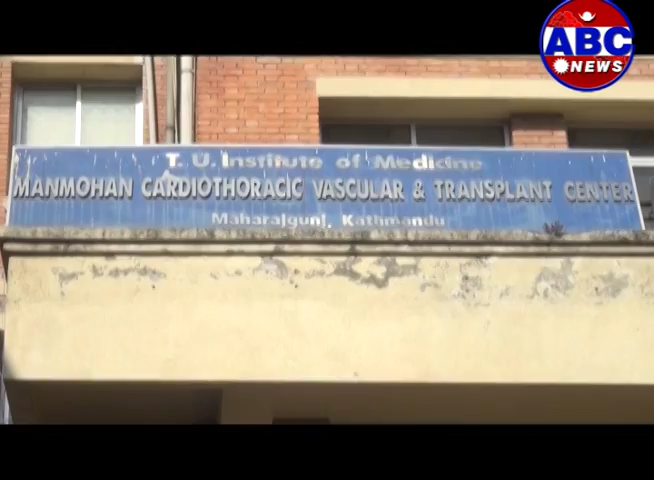 ABC
NEWS
T. U. Institute of Medicine
MANMOHAN CARDIOTHORACIC VASCULAR & TRANSPLANT CENTER
Maharajgunj, Kathmandu